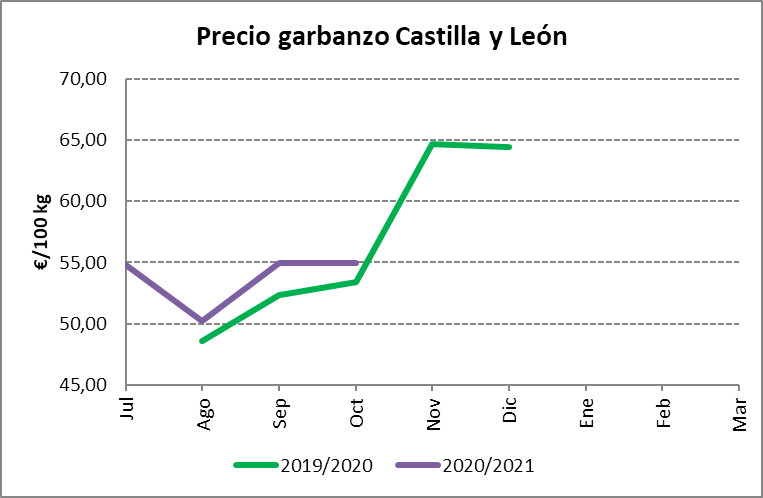 Precio garbanzo Castilla y León
70,00
65,00
60,00
55,00
50,00
45,00
€/100 kg
Jul
Ago
Sep
Oct
Nov
Dic
Ene
Feb
Mar
2019/2020
2020/2021